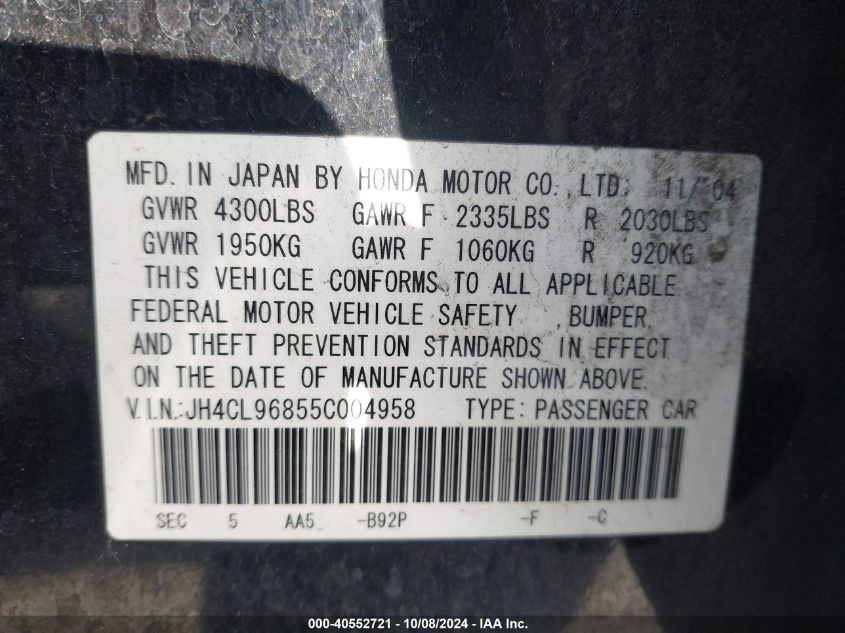 MFD. IN JAPAN BY HONDA MOTOR CO., LTD. 11/04
GVWR 4300LBS GAWR F 2335LBS R 2030LBS
GVWR 1950KG GAWR F 1060KG R 920KG
THIS VEHICLE CONFORMS TO ALL APPLICABLE
FEDERAL MOTOR VEHICLE SAFETY ,BUMPER,
AND THEFT PREVENTION STANDARDS IN EFFECT
ON THE DATE OF MANUFACTURE SHOWN ABOVE.
V.I.N.:JH4CL96855C004958 TYPE: PASSENGER CAR
SEC 5 AA5 -B92P -F -C
000-40552721 - 10/08/2024 - IAA Inc.